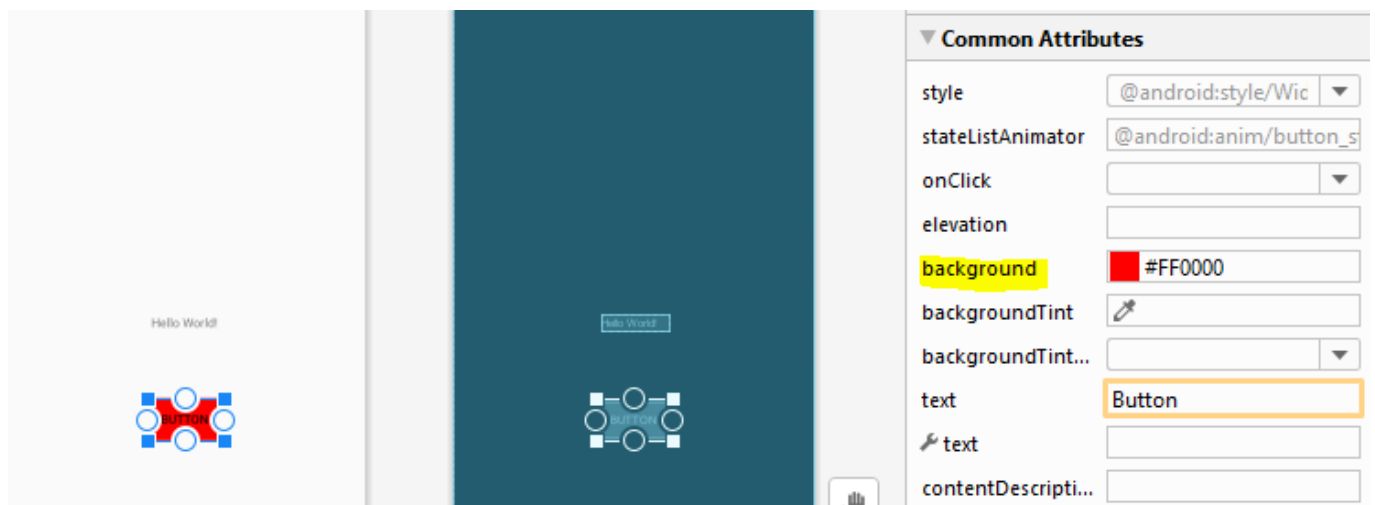 Common Attributes
style @android:style/Wic
stateListAnimator @android:anim/button_s
onClick
elevation
background #FF0000
backgroundTint
backgroundTint...
text Button
text
contentDescripti...
Hello World!
BUTTON
Hello World!
BUTTON